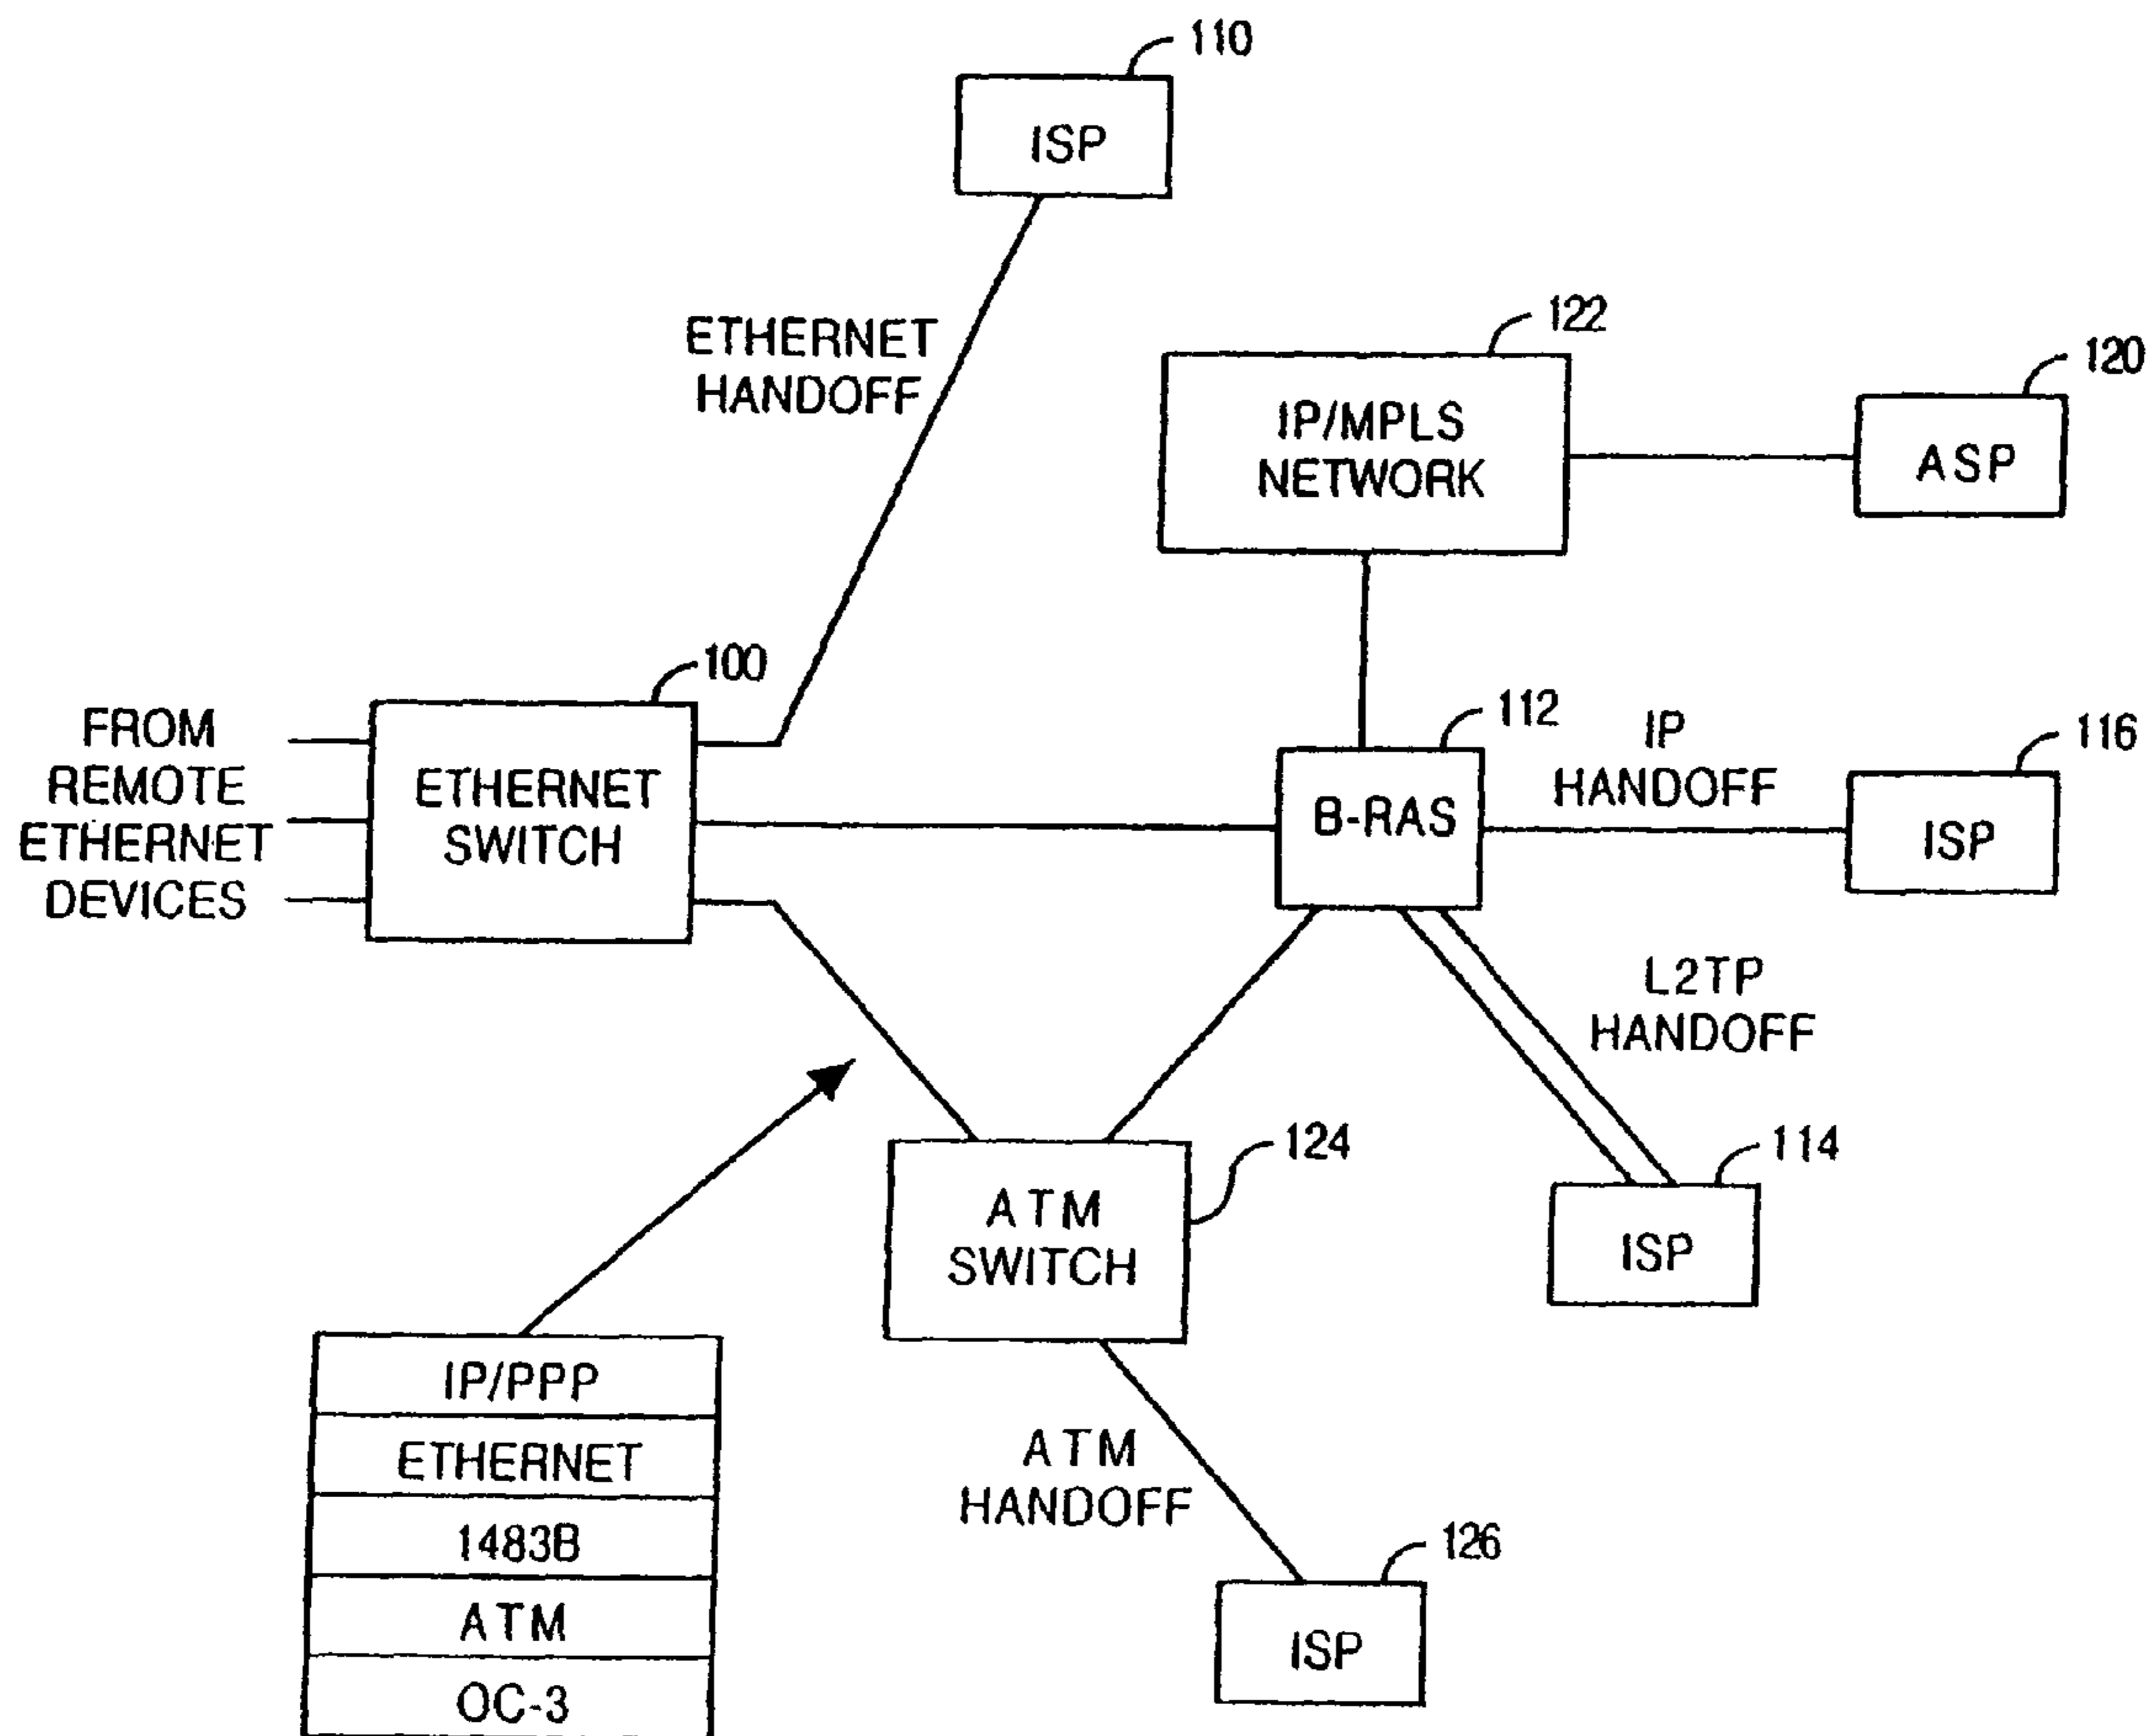 110
ISP
ETHERNET
HANDOFF
122
IP/MPLS
NETWORK
120
ASP
100
FROM
REMOTE
ETHERNET
DEVICES
ETHERNET
SWITCH
112
B-RAS
IP
HANDOFF
116
ISP
L2TP
HANDOFF
124
ATM
SWITCH
114
ISP
IP/PPP
ETHERNET
1483B
ATM
OC-3
ATM
HANDOFF
126
ISP